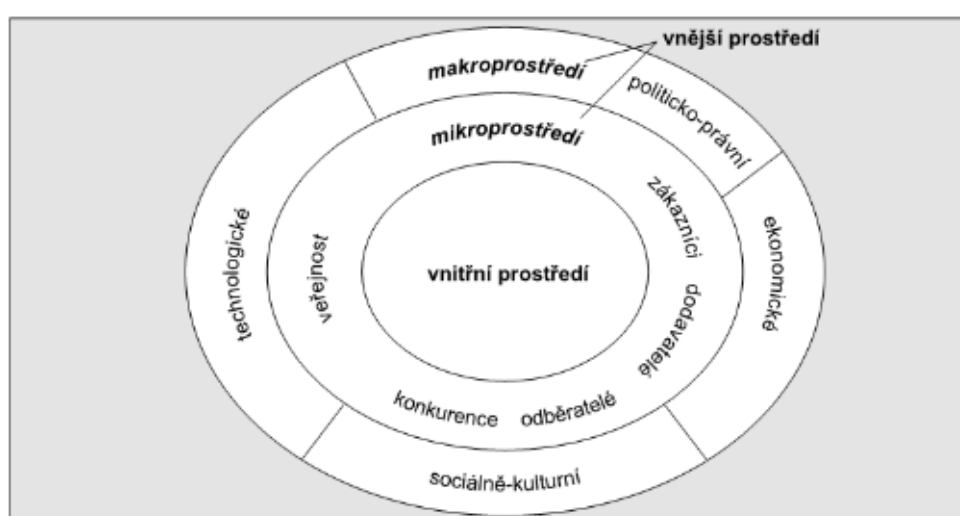 vnější prostředí
makroprostředí
politicko-právní
mikroprostředí
zákazníci
ekonomické
technologické
veřejnost
vnitřní prostředí
dodavatelé
konkurence
odběratelé
sociálně-kulturní